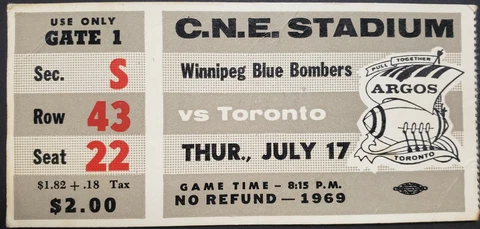 USE ONLY
GATE 1
Sec. S
Row 43
Seat 22
$1.82 + .18 Tax
$2.00
C.N.E. STADIUM
Winnipeg Blue Bombers
vs Toronto
THUR., JULY 17
GAME TIME - 8:15 P.M.
NO REFUND - 1969
PULL TOGETHER
ARGOS
TORONTO